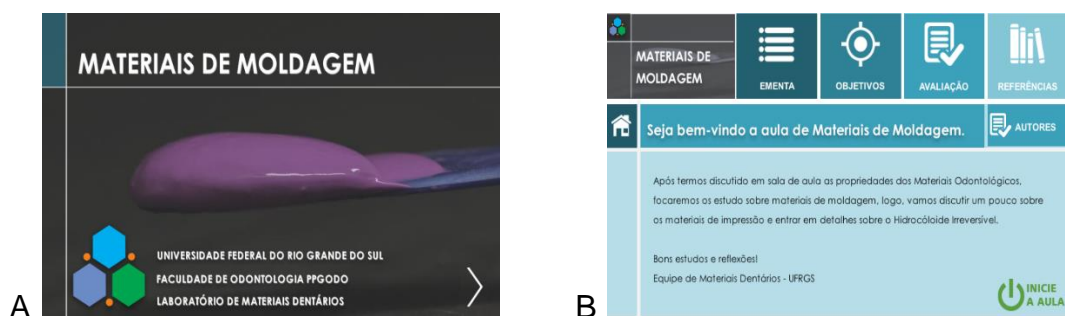 MATERIAIS DE MOLDAGEM
UNIVERSIDADE FEDERAL DO RIO GRANDE DO SUL
FACULDADE DE ODONTOLOGIA PPGODO
LABORATÓRIO DE MATERIAIS DENTÁRIOS
A
MATERIAIS DE
MOLDAGEM
EMENTA
OBJETIVOS
AVALIAÇÃO
REFERÊNCIAS
Seja bem-vindo a aula de Materiais de Moldagem.
AUTORES
Após termos discutido em sala de aula as propriedades dos Materiais Odontológicos,
focaremos os estudo sobre materiais de moldagem, logo, vamos discutir um pouco sobre
os materiais de impressão e entrar em detalhes sobre o Hidrocólóide Irreversível.
Bons estudos e reflexões!
Equipe de Materiais Dentários - UFRGS
INICIE
A AULA
B